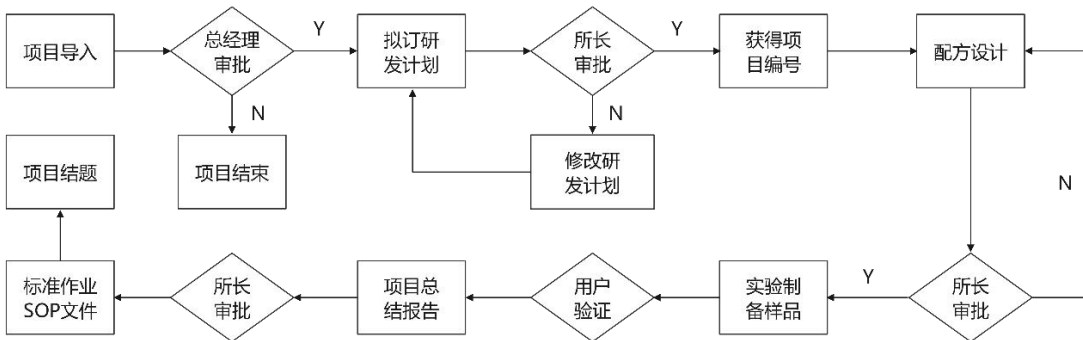 项目导入
总经理
审批
Y
拟订研
发计划
所长
审批
Y
获得项
目编号
配方设计
N
N
项目结题
项目结束
修改研
发计划
N
标准作业
SOP文件
所长
审批
项目总
结报告
用户
验证
实验制
备样品
Y
所长
审批